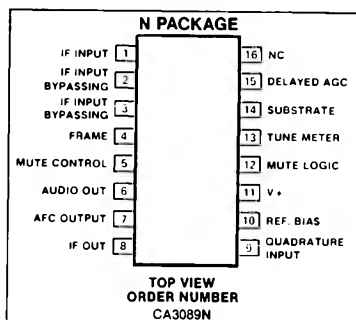 N PACKAGE
IF INPUT 1
IF INPUT
BYPASSING 2
IF INPUT
BYPASSING 3
FRAME 4
MUTE CONTROL 5
AUDIO OUT 6
AFC OUTPUT 7
IF OUT 8
16 NC
15 DELAYED AGC
14 SUBSTRATE
13 TUNE METER
12 MUTE LOGIC
11 V+
10 REF. BIAS
9 QUADRATURE
INPUT
TOP VIEW
ORDER NUMBER
CA3089N